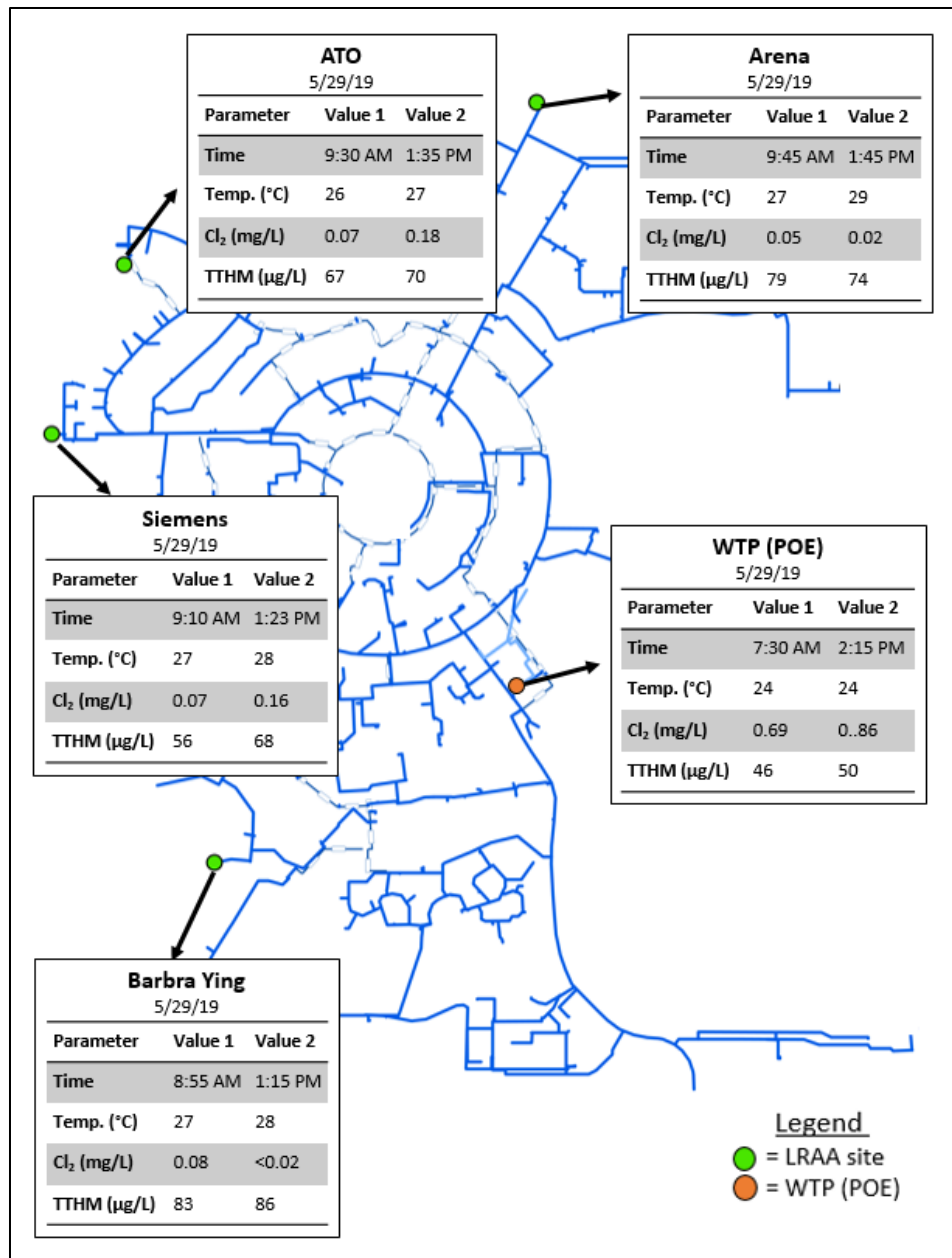 ATO
5/29/19
Parameter Value 1 Value 2
Time 9:30 AM 1:35 PM
Temp. (°C) 26 27
Cl₂ (mg/L) 0.07 0.18
TTHM (µg/L) 67 70
Arena
5/29/19
Parameter Value 1 Value 2
Time 9:45 AM 1:45 PM
Temp. (°C) 27 29
Cl₂ (mg/L) 0.05 0.02
TTHM (µg/L) 79 74
Siemens
5/29/19
Parameter Value 1 Value 2
Time 9:10 AM 1:23 PM
Temp. (°C) 27 28
Cl₂ (mg/L) 0.07 0.16
TTHM (µg/L) 56 68
WTP (POE)
5/29/19
Parameter Value 1 Value 2
Time 7:30 AM 2:15 PM
Temp. (°C) 24 24
Cl₂ (mg/L) 0.69 0..86
TTHM (µg/L) 46 50
Barbra Ying
5/29/19
Parameter Value 1 Value 2
Time 8:55 AM 1:15 PM
Temp. (°C) 27 28
Cl₂ (mg/L) 0.08 <0.02
TTHM (µg/L) 83 86
Legend
= LRAA site
= WTP (POE)